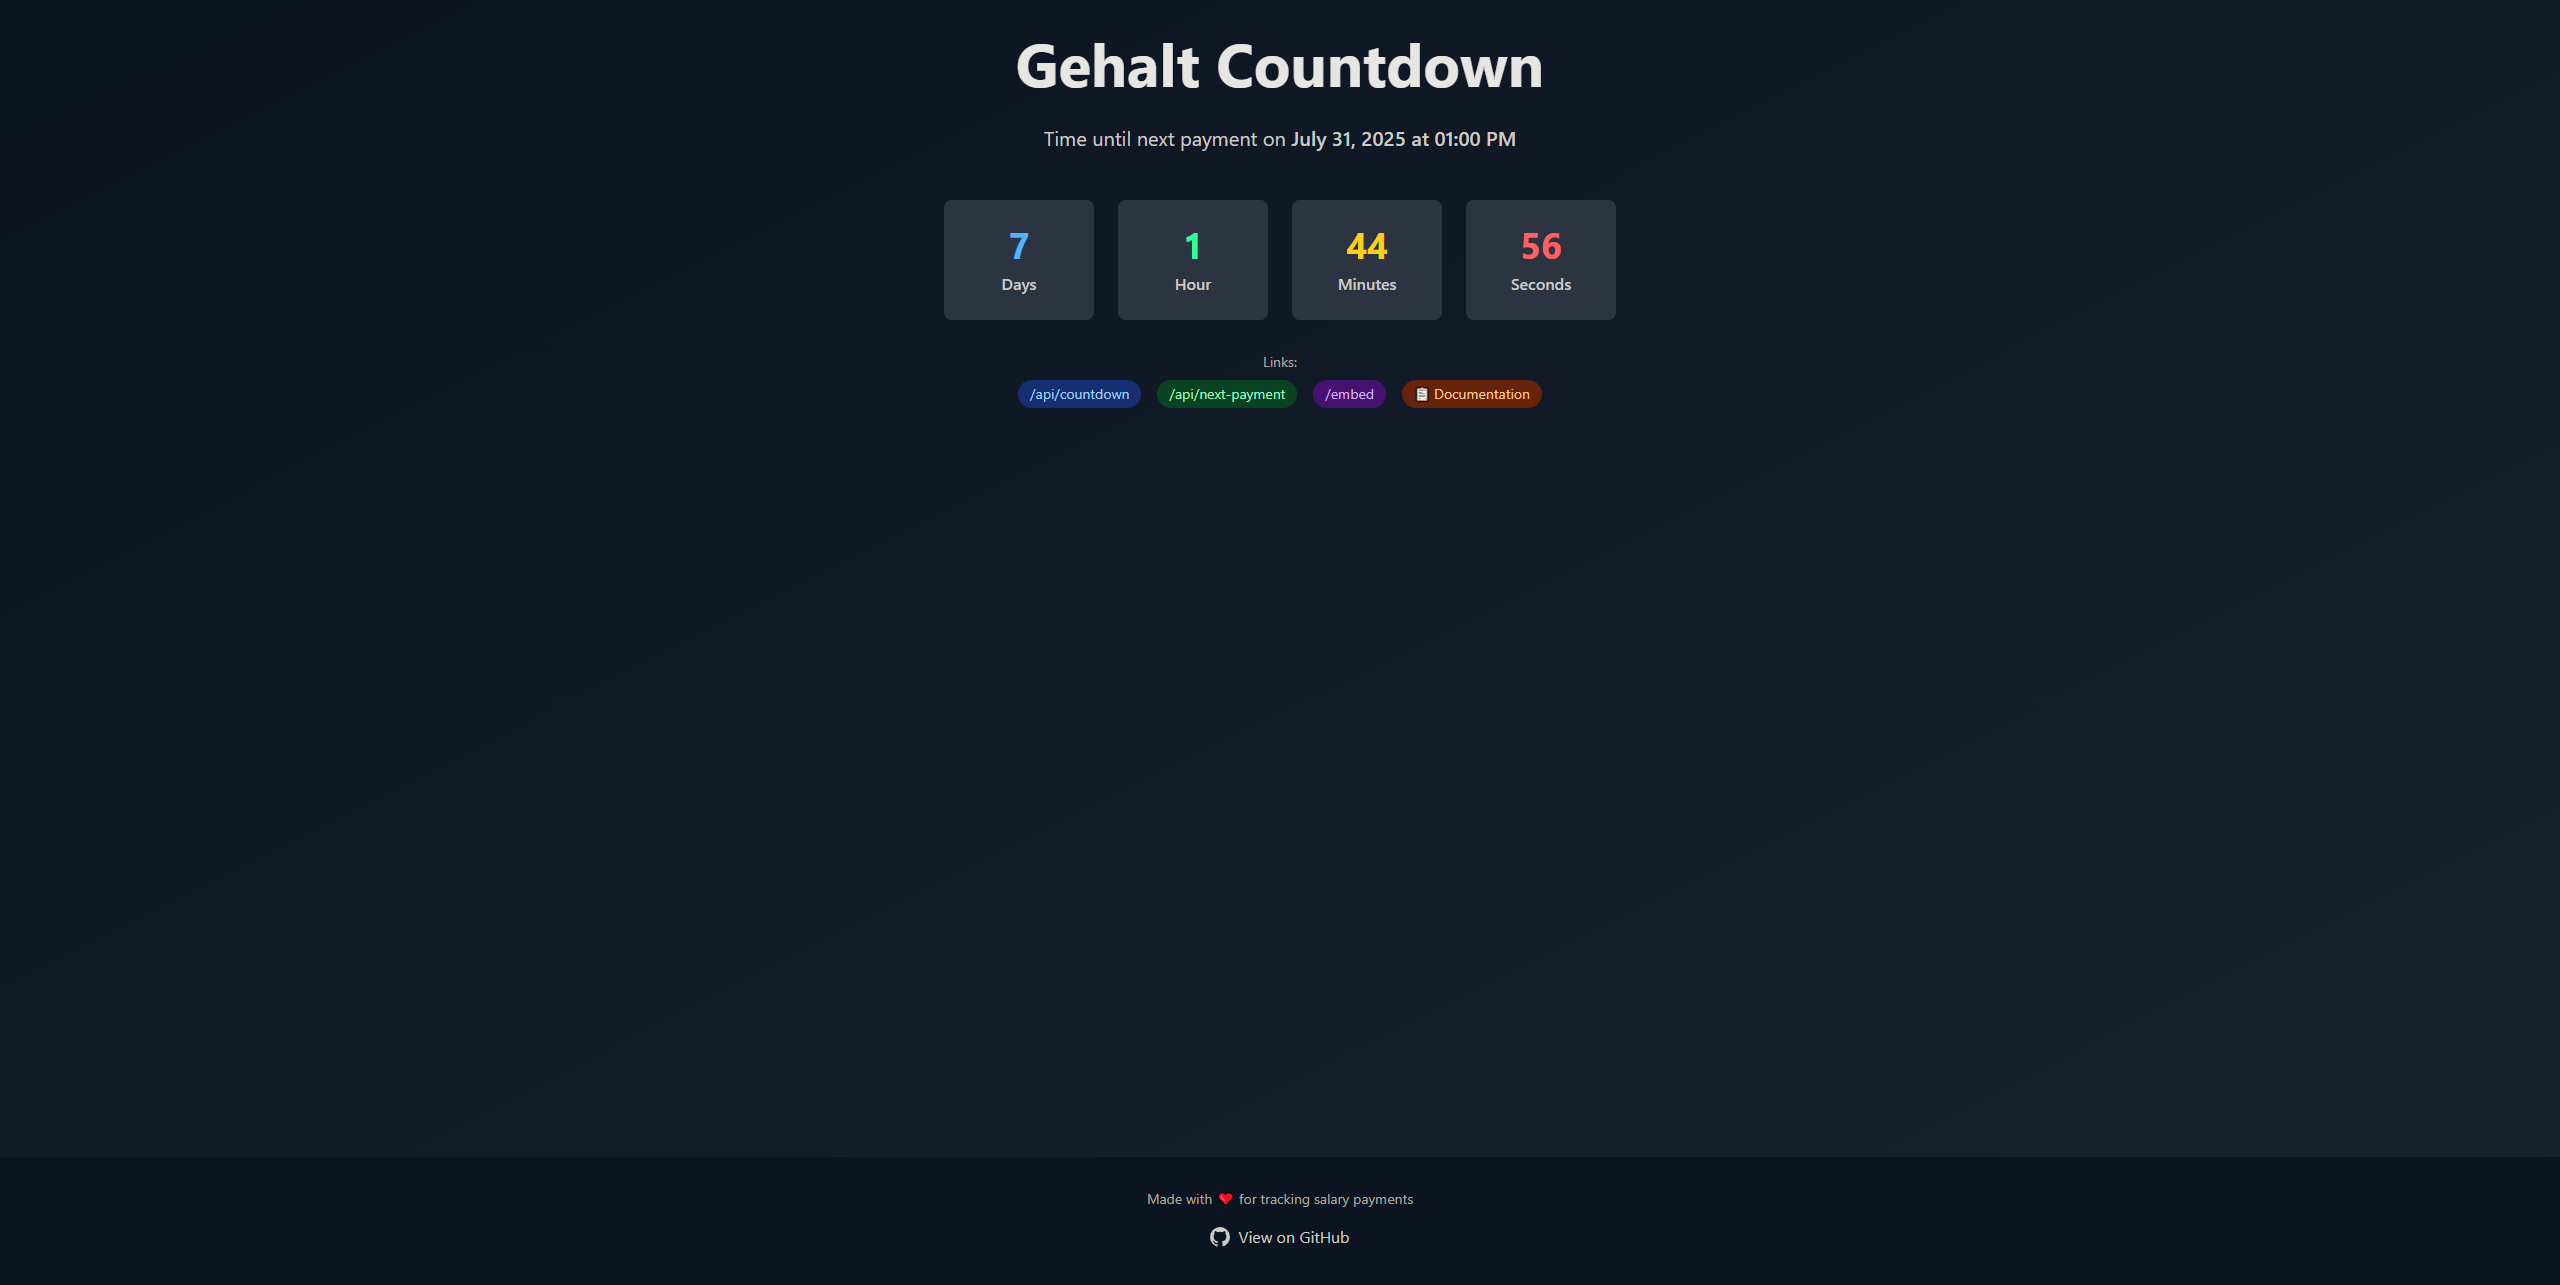 Gehalt Countdown
Time until next payment on July 31, 2025 at 01:00 PM
7 1 44 56
Days Hour Minutes Seconds
Links:
/api/countdown /api/next-payment /embed 📋 Documentation
Made with ❤ for tracking salary payments
View on GitHub